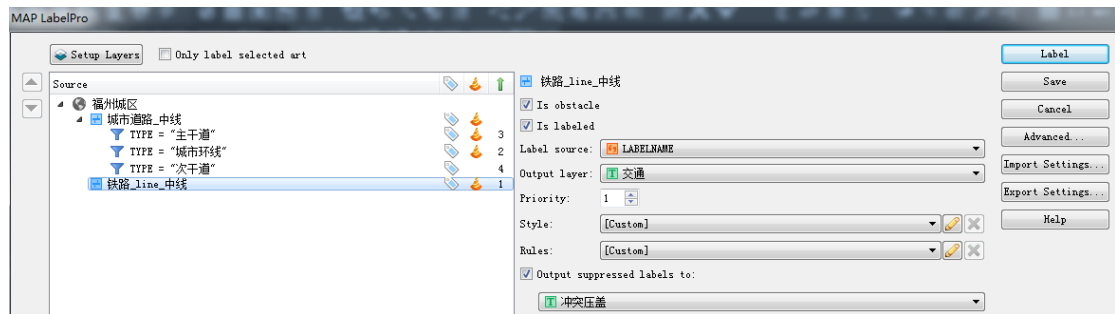 MAP LabelPro
Setup Layers
Only label selected art
Source
福州城区
城市道路_中线
TYPE = "主干道" 3
TYPE = "城市环线" 2
TYPE = "次干道" 4
铁路_line_中线 1
铁路_line_中线
Is obstacle
Is labeled
Label source: LABELNAME
Output layer: T 交通
Priority: 1
Style: [Custom]
Rules: [Custom]
Output suppressed labels to:
T 冲突压盖
Label
Save
Cancel
Advanced...
Import Settings...
Export Settings...
Help